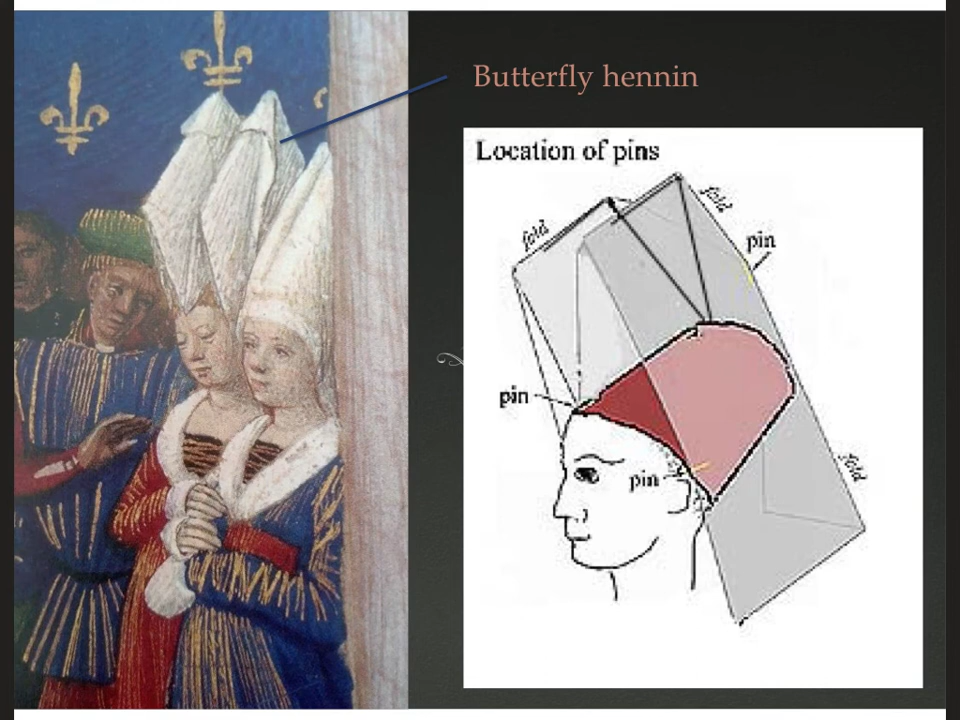 Butterfly hennin
Location of pins
fold
fold
pin
pin
pin
fold